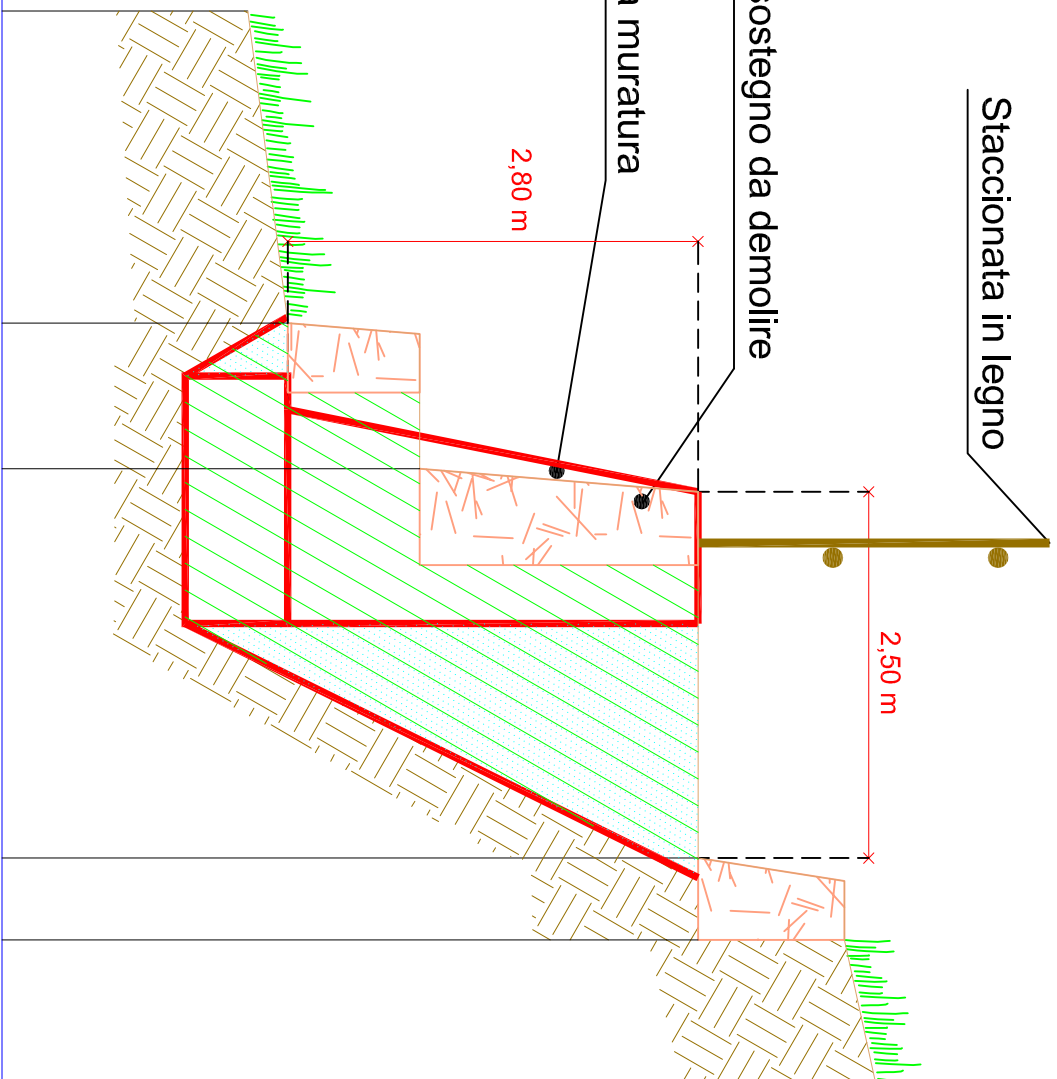 Staccionata in legno
sostegno da demolire
a muratura
2,80 m
2,50 m